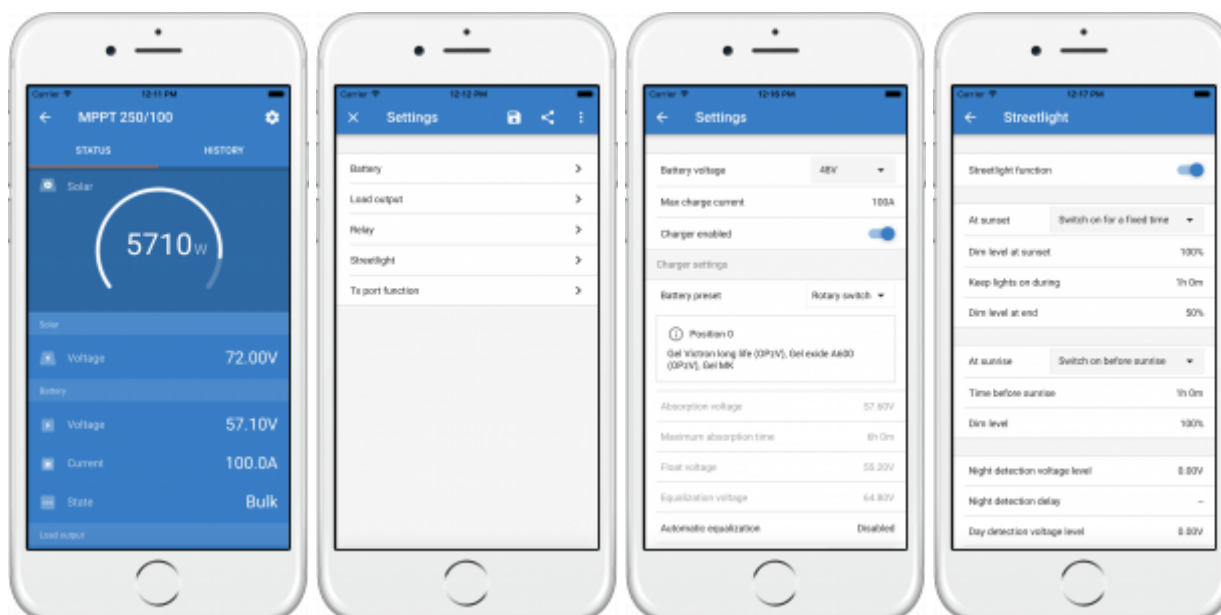 Carrier 12:11 PM
MPPT 250/100
STATUS HISTORY
Solar
5710W
Solar
Voltage 72.00V
Battery
Voltage 57.10V
Current 100.0A
State Bulk
Load output
Carrier 12:12 PM
Settings
Battery
Load output
Relay
Streetlight
Tx port function
Carrier 12:16 PM
Settings
Battery voltage 48V
Max charge current 100A
Charger enabled
Charger settings
Battery preset Rotary switch
Position 0
Gel Victron long life (OPzV), Gel exide A600
(OPzV), Gel MK
Absorption voltage 57.60V
Maximum absorption time 6h 0m
Float voltage 55.20V
Equalization voltage 64.80V
Automatic equalization Disabled
Carrier 12:17 PM
Streetlight
Streetlight function
At sunset Switch on for a fixed time
Dim level at sunset 100%
Keep lights on during 1h 0m
Dim level at end 50%
At sunrise Switch on before sunrise
Time before sunrise 1h 0m
Dim level 100%
Night detection voltage level 0.00V
Night detection delay –
Day detection voltage level 0.00V